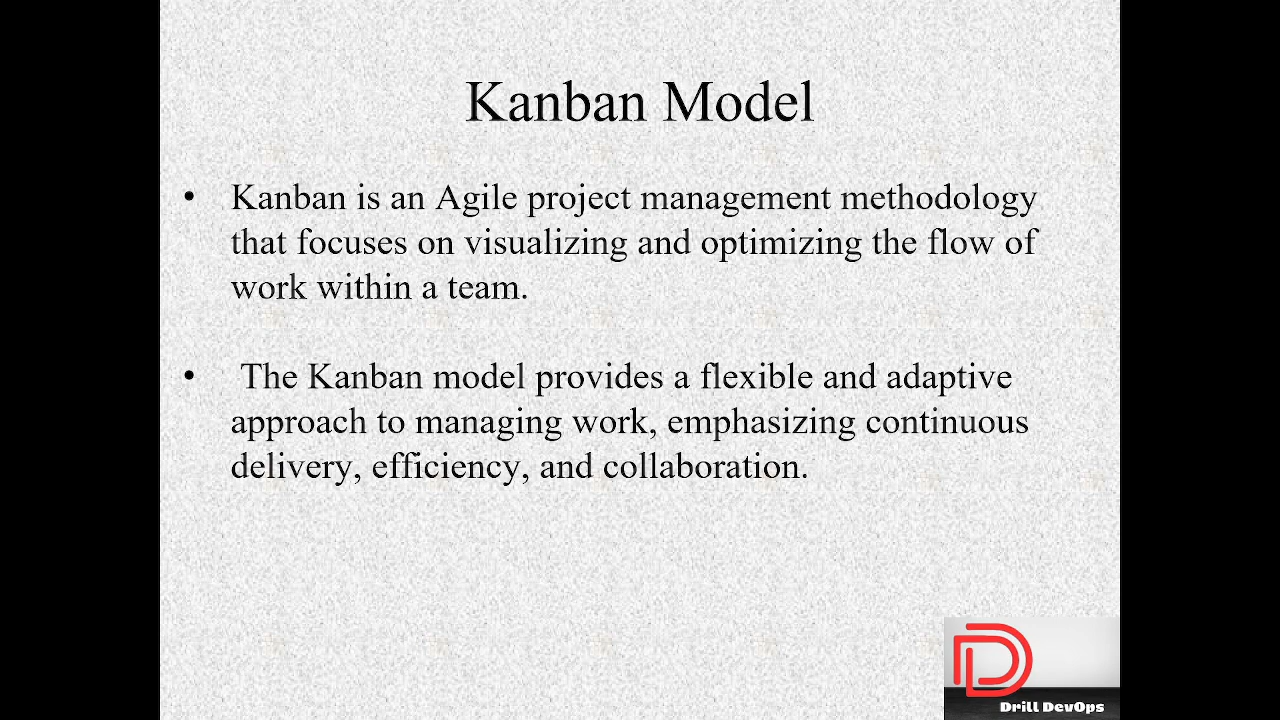 Kanban Model
• Kanban is an Agile project management methodology
that focuses on visualizing and optimizing the flow of
work within a team.
• The Kanban model provides a flexible and adaptive
approach to managing work, emphasizing continuous
delivery, efficiency, and collaboration.
Drill DevOps